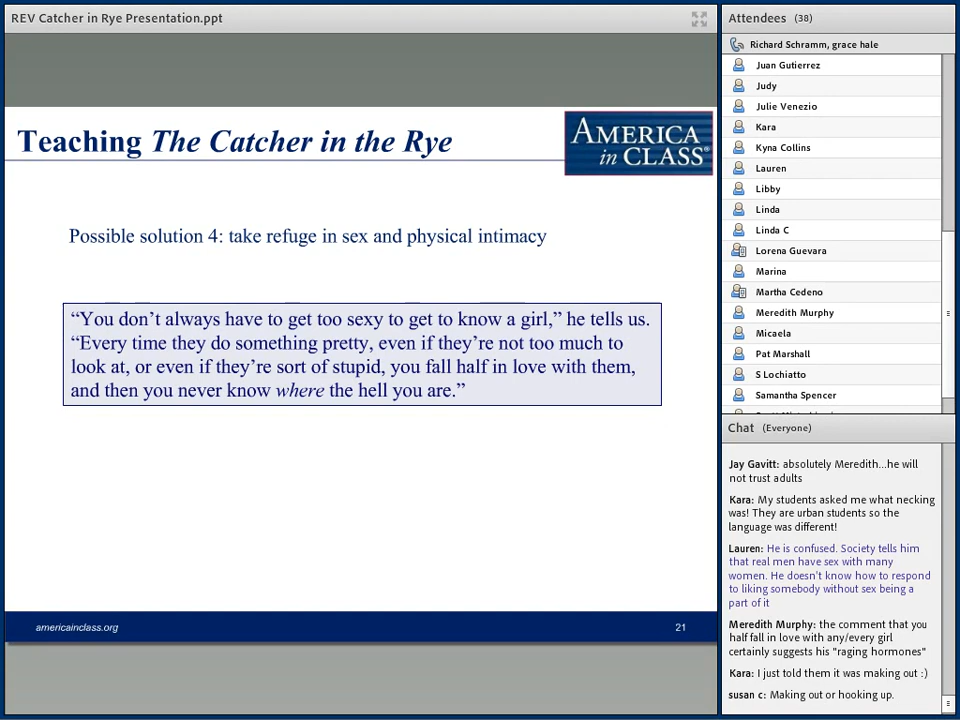 REV Catcher in Rye Presentation.ppt
Teaching The Catcher in the Rye
AMERICA
in CLASS®
Possible solution 4: take refuge in sex and physical intimacy
“You don’t always have to get too sexy to get to know a girl,” he tells us.
“Every time they do something pretty, even if they’re not too much to
look at, or even if they’re sort of stupid, you fall half in love with them,
and then you never know where the hell you are.”
americainclass.org
21
Attendees (38)
Richard Schramm, grace hale
Juan Gutierrez
Judy
Julie Venezio
Kara
Kyna Collins
Lauren
Libby
Linda
Linda C
Lorena Guevara
Marina
Martha Cedeno
Meredith Murphy
Micaela
Pat Marshall
S Lochiatto
Samantha Spencer
Chat (Everyone)
Jay Gavitt: absolutely Meredith...he will
not trust adults
Kara: My students asked me what necking
was! They are urban students so the
language was different!
Lauren: He is confused. Society tells him
that real men have sex with many
women. He doesn't know how to respond
to liking somebody without sex being a
part of it
Meredith Murphy: the comment that you
half fall in love with any/every girl
certainly suggests his "raging hormones"
Kara: I just told them it was making out :)
susan c: Making out or hooking up.